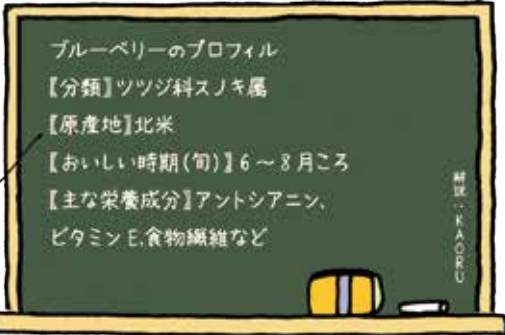 ブルーベリーのプロフィル
【分類】ツツジ科スノキ属
【原産地】北米
【おいしい時期(旬)】6〜8月ころ
【主な栄養成分】アントシアニン、
ビタミンE、食物繊維など
解説:KAORU